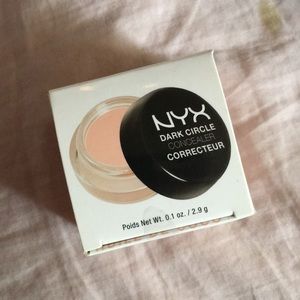 NYX
DARK CIRCLE
CONCEALER
CORRECTEUR
Poids Net Wt. 0.1 oz. / 2.9 g